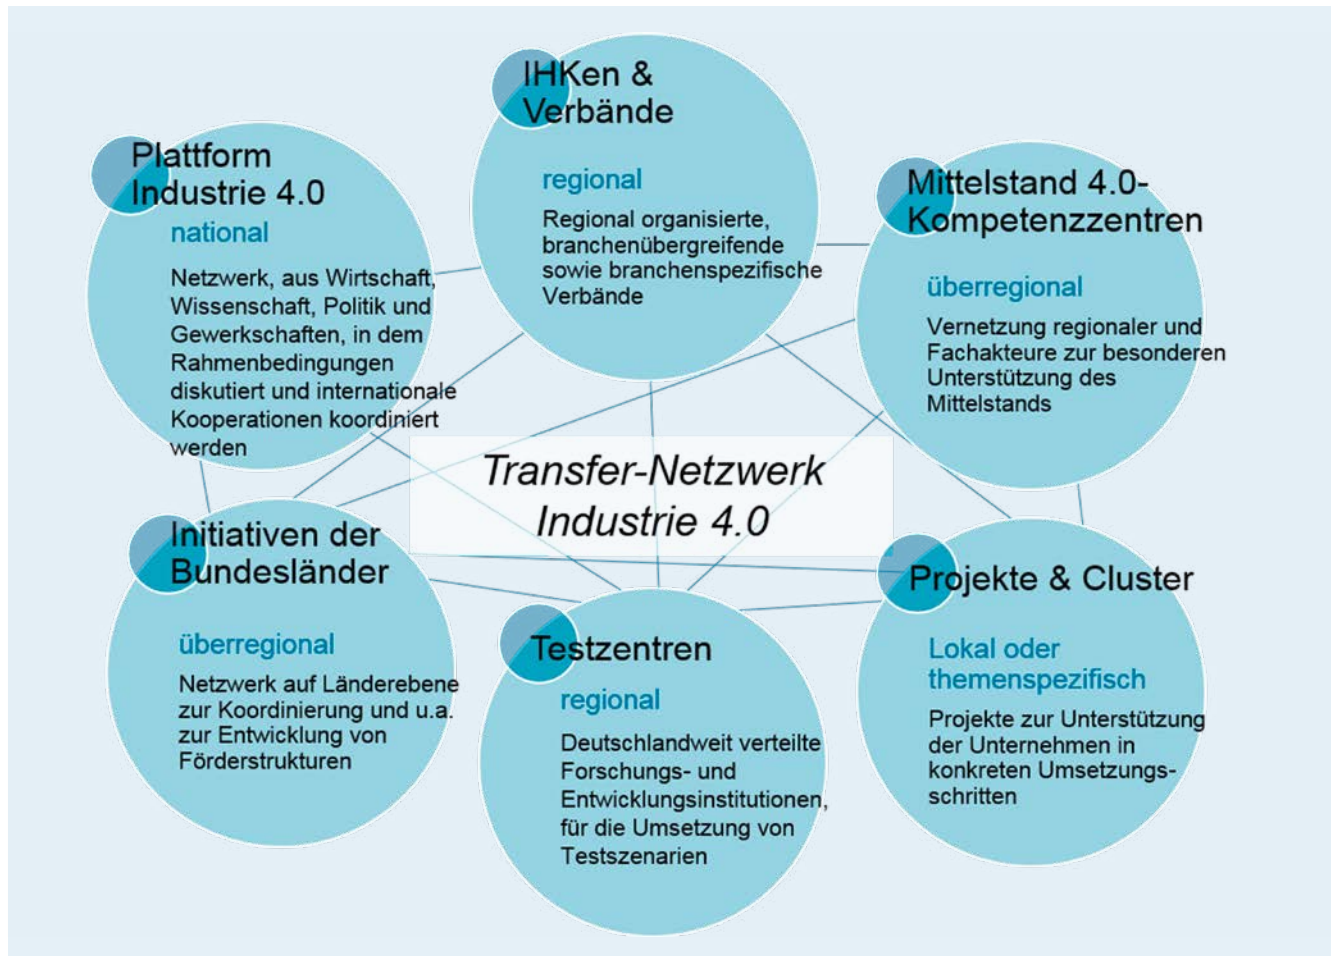 IHKen &
Verbände
regional
Regional organisierte,
branchenübergreifende
sowie branchenspezifische
Verbände
Plattform
Industrie 4.0
national
Netzwerk, aus Wirtschaft,
Wissenschaft, Politik und
Gewerkschaften, in dem
Rahmenbedingungen
diskutiert und internationale
Kooperationen koordiniert
werden
Mittelstand 4.0-
Kompetenzzentren
überregional
Vernetzung regionaler und
Fachakteure zur besonderen
Unterstützung des
Mittelstands
Transfer-Netzwerk
Industrie 4.0
Initiativen der
Bundesländer
überregional
Netzwerk auf Länderebene
zur Koordinierung und u.a.
zur Entwicklung von
Förderstrukturen
Testzentren
regional
Deutschlandweit verteilte
Forschungs- und
Entwicklungsinstitutionen,
für die Umsetzung von
Testszenarien
Projekte & Cluster
Lokal oder
themenspezifisch
Projekte zur Unterstützung
der Unternehmen in
konkreten Umsetzungs-
schritten